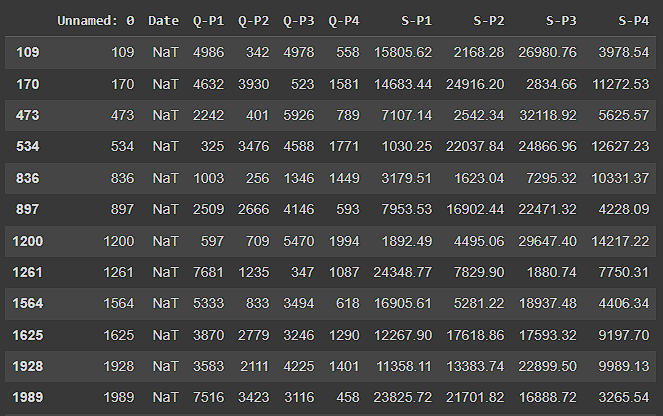 Unnamed: 0 Date Q-P1 Q-P2 Q-P3 Q-P4 S-P1 S-P2 S-P3 S-P4
109 109 NaT 4986 342 4978 558 15805.62 2168.28 26980.76 3978.54
170 170 NaT 4632 3930 523 1581 14683.44 24916.20 2834.66 11272.53
473 473 NaT 2242 401 5926 789 7107.14 2542.34 32118.92 5625.57
534 534 NaT 325 3476 4588 1771 1030.25 22037.84 24866.96 12627.23
836 836 NaT 1003 256 1346 1449 3179.51 1623.04 7295.32 10331.37
897 897 NaT 2509 2666 4146 593 7953.53 16902.44 22471.32 4228.09
1200 1200 NaT 597 709 5470 1994 1892.49 4495.06 29647.40 14217.22
1261 1261 NaT 7681 1235 347 1087 24348.77 7829.90 1880.74 7750.31
1564 1564 NaT 5333 833 3494 618 16905.61 5281.22 18937.48 4406.34
1625 1625 NaT 3870 2779 3246 1290 12267.90 17618.86 17593.32 9197.70
1928 1928 NaT 3583 2111 4225 1401 11358.11 13383.74 22899.50 9989.13
1989 1989 NaT 7516 3423 3116 458 23825.72 21701.82 16888.72 3265.54